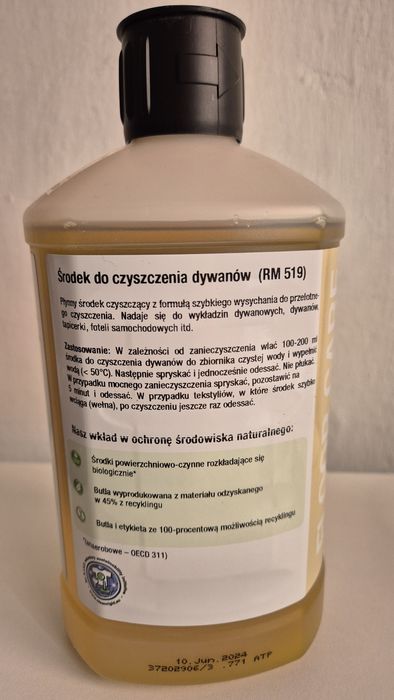 Środek do czyszczenia dywanów (RM 519)
Płynny środek czyszczący z formułą szybkiego wysychania do przelotne-
go czyszczenia. Nadaje się do wykładzin dywanowych, dywanów,
tapicerki, foteli samochodowych itd.
Zastosowanie: W zależności od zanieczyszczenia wlać 100-200 ml
środka do czyszczenia dywanów do zbiornika czystej wody i wypełnić
wodą (< 50°C). Następnie spryskać i jednocześnie odessać. Nie płukać
W przypadku mocnego zanieczyszczenia spryskać, pozostawić na
5 minut i odessać. W przypadku tekstyliów, w które środek szybko
wciąga (wełna), po czyszczeniu jeszcze raz odessać.
Nasz wkład w ochronę środowiska naturalnego:
Środki powierzchniowo-czynne rozkładające się
biologicznie*
Butla wyprodukowana z materiału odzyskanego
w 45% z recyklingu
Butla i etykieta ze 100-procentową możliwością recyklingu
*(anaerobowe – OECD 311)
10.Jun.2024
37202906/3 .771 ATP